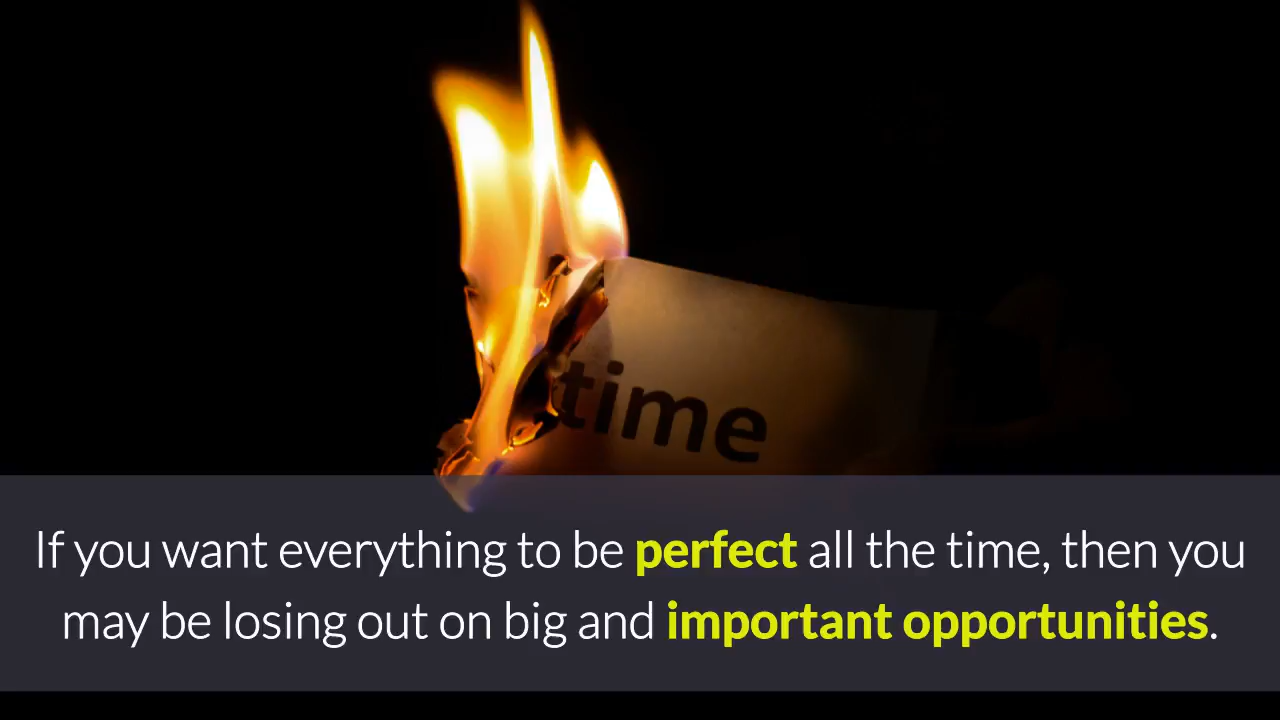 time
If you want everything to be perfect all the time, then you
may be losing out on big and important opportunities.